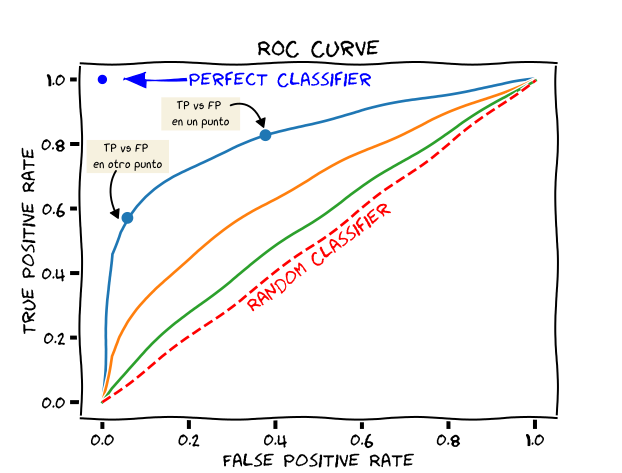 ROC CURVE
1.0
PERFECT CLASSIFIER
TP vs FP
en un punto
0.8
TP vs FP
en otro punto
0.6
TRUE POSITIVE RATE
RANDOM CLASSIFIER
0.4
0.2
0.0
0.0 0.2 0.4 0.6 0.8 1.0
FALSE POSITIVE RATE